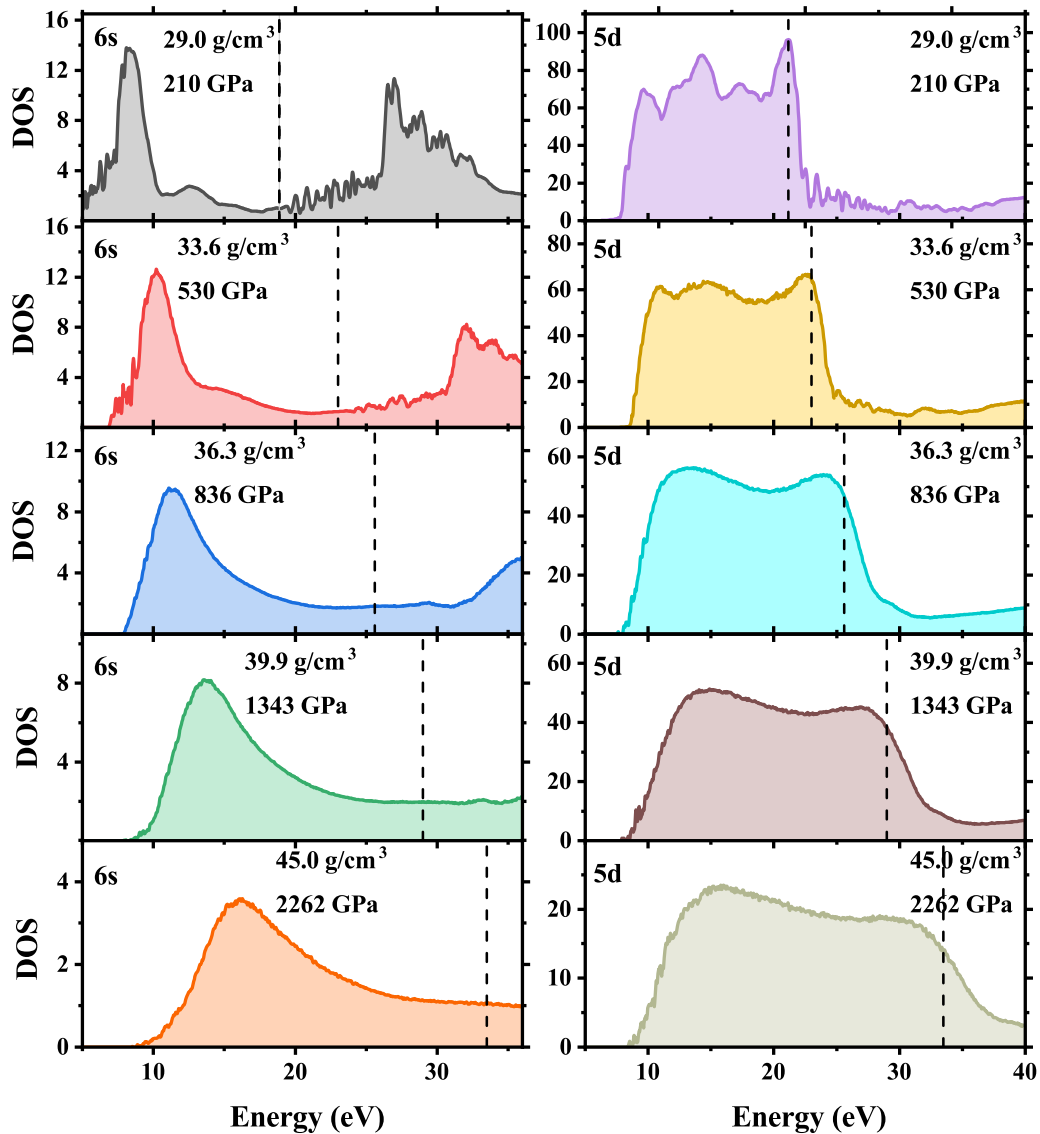 16
12
8
4
DOS
6s
29.0 g/cm³
210 GPa
100
80
60
40
20
0
5d
29.0 g/cm³
210 GPa
16
12
8
4
DOS
6s
33.6 g/cm³
530 GPa
80
60
40
20
0
5d
33.6 g/cm³
530 GPa
12
8
4
DOS
6s
36.3 g/cm³
836 GPa
60
50
40
30
20
10
0
5d
36.3 g/cm³
836 GPa
8
4
DOS
6s
39.9 g/cm³
1343 GPa
60
40
20
0
5d
39.9 g/cm³
1343 GPa
4
2
0
DOS
6s
45.0 g/cm³
2262 GPa
20
10
0
5d
45.0 g/cm³
2262 GPa
10
20
30
10
20
30
40
Energy (eV)
Energy (eV)